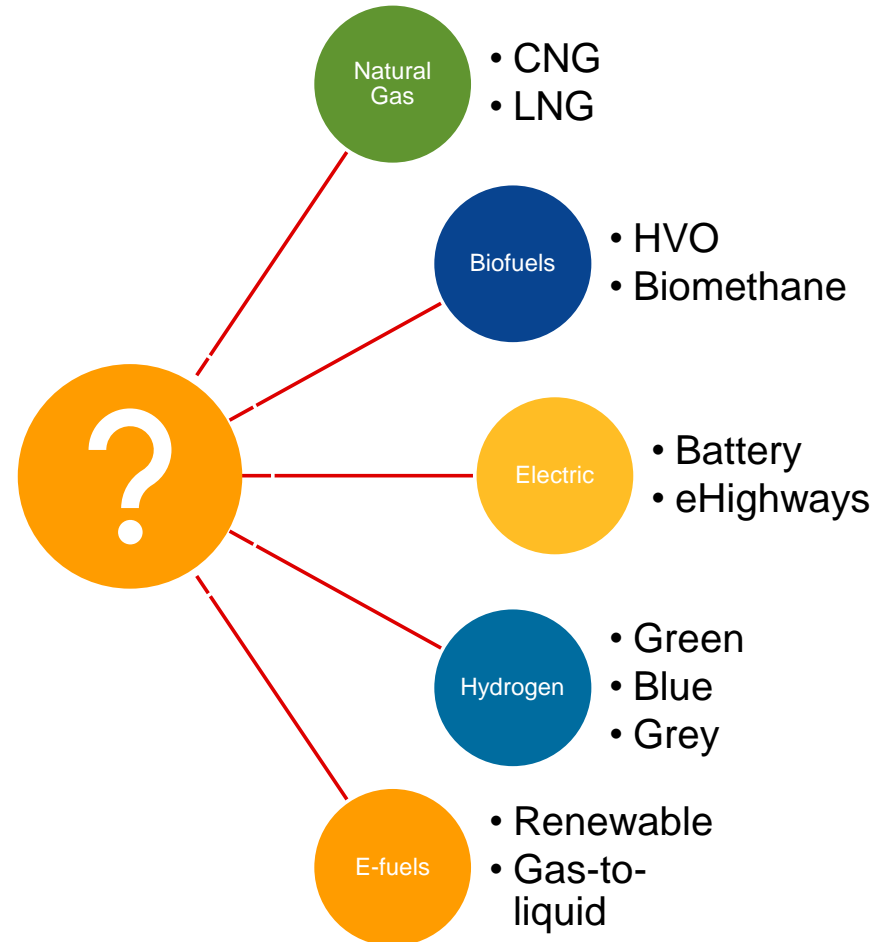 Natural
Gas
• CNG
• LNG
Biofuels
• HVO
• Biomethane
?
Electric
• Battery
• eHighways
Hydrogen
• Green
• Blue
• Grey
E-fuels
• Renewable
• Gas-to-
liquid